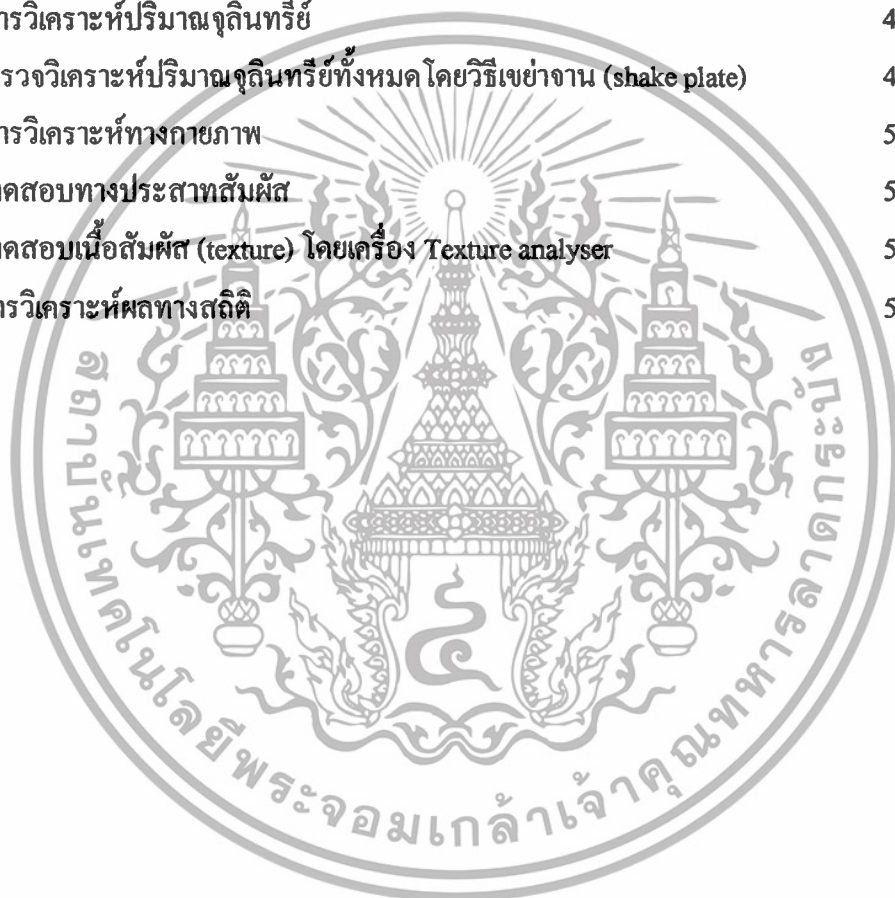 ารวิเคราะห์ปริมาณจุลินทรีย์ 4
รวจวิเคราะห์ปริมาณจุลินทรีย์ทั้งหมดโดยวิธีเขย่าจาน (shake plate) 4
ารวิเคราะห์ทางกายภาพ 5
ดสอบทางประสาทสัมผัส 5
ดสอบเนื้อสัมผัส (texture) โดยเครื่อง Texture analyser 5
ารวิเคราะห์ผลทางสถิติ 5
สถาบันเทคโนโลยีพระจอมเกล้าเจ้าคุณทหารลาดกระบัง
๔